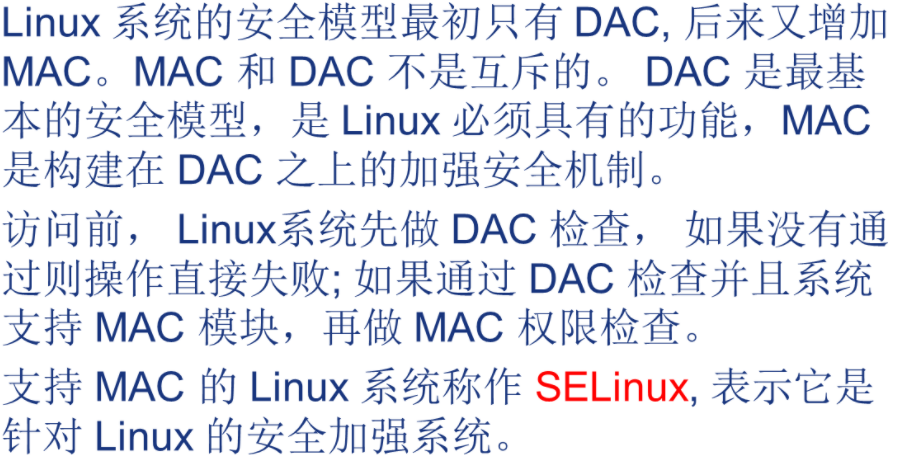 Linux 系统的安全模型最初只有 DAC, 后来又增加
MAC。MAC 和 DAC 不是互斥的。 DAC 是最基
本的安全模型，是 Linux 必须具有的功能，MAC
是构建在 DAC 之上的加强安全机制。
访问前， Linux系统先做 DAC 检查， 如果没有通
过则操作直接失败; 如果通过 DAC 检查并且系统
支持 MAC 模块，再做 MAC 权限检查。
支持 MAC 的 Linux 系统称作 SELinux, 表示它是
针对 Linux 的安全加强系统。